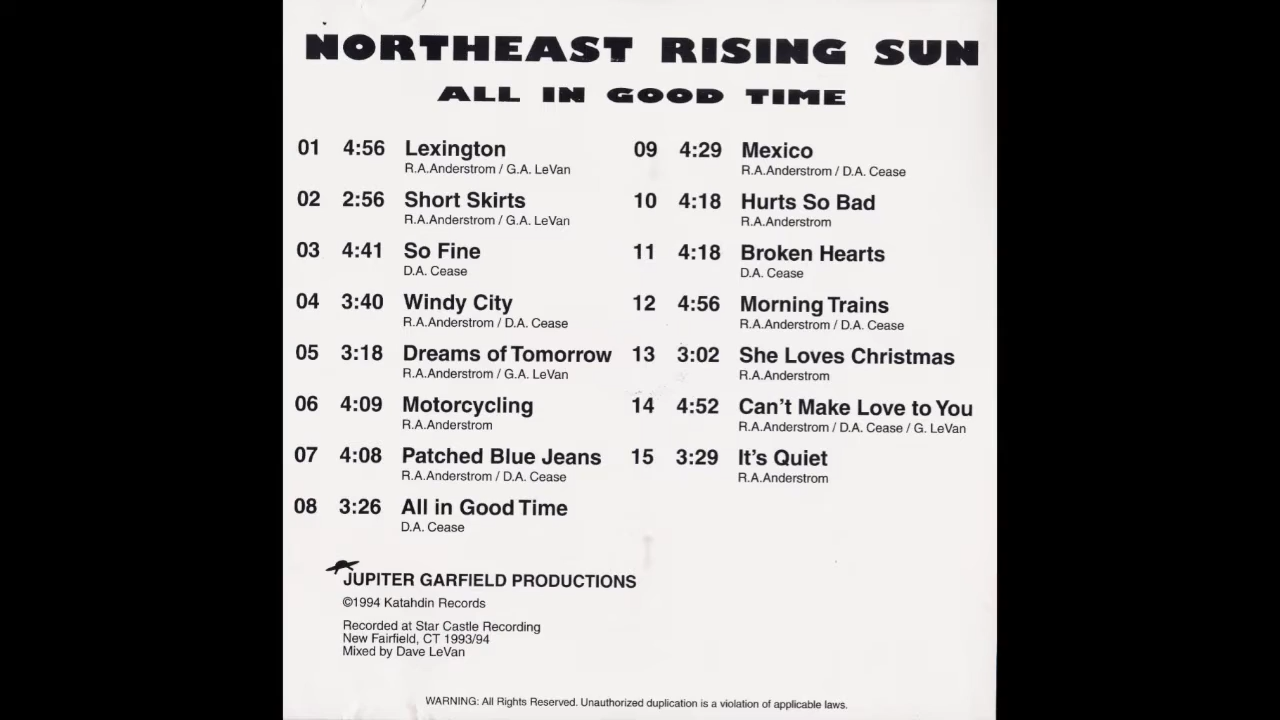 NORTHEAST RISING SUN
ALL IN GOOD TIME
01 4:56 Lexington
R.A.Anderstrom / G.A. LeVan
02 2:56 Short Skirts
R.A.Anderstrom / G.A. LeVan
03 4:41 So Fine
D.A. Cease
04 3:40 Windy City
R.A.Anderstrom / D.A. Cease
05 3:18 Dreams of Tomorrow
R.A.Anderstrom / G.A. LeVan
06 4:09 Motorcycling
R.A.Anderstrom
07 4:08 Patched Blue Jeans
R.A.Anderstrom / D.A. Cease
08 3:26 All in Good Time
D.A. Cease
09 4:29 Mexico
R.A.Anderstrom / D.A. Cease
10 4:18 Hurts So Bad
R.A.Anderstrom
11 4:18 Broken Hearts
D.A. Cease
12 4:56 Morning Trains
R.A.Anderstrom / D.A. Cease
13 3:02 She Loves Christmas
R.A.Anderstrom
14 4:52 Can't Make Love to You
R.A.Anderstrom / D.A. Cease / G. LeVan
15 3:29 It's Quiet
R.A.Anderstrom
JUPITER GARFIELD PRODUCTIONS
©1994 Katahdin Records
Recorded at Star Castle Recording
New Fairfield, CT 1993/94
Mixed by Dave LeVan
WARNING: All Rights Reserved. Unauthorized duplication is a violation of applicable laws.